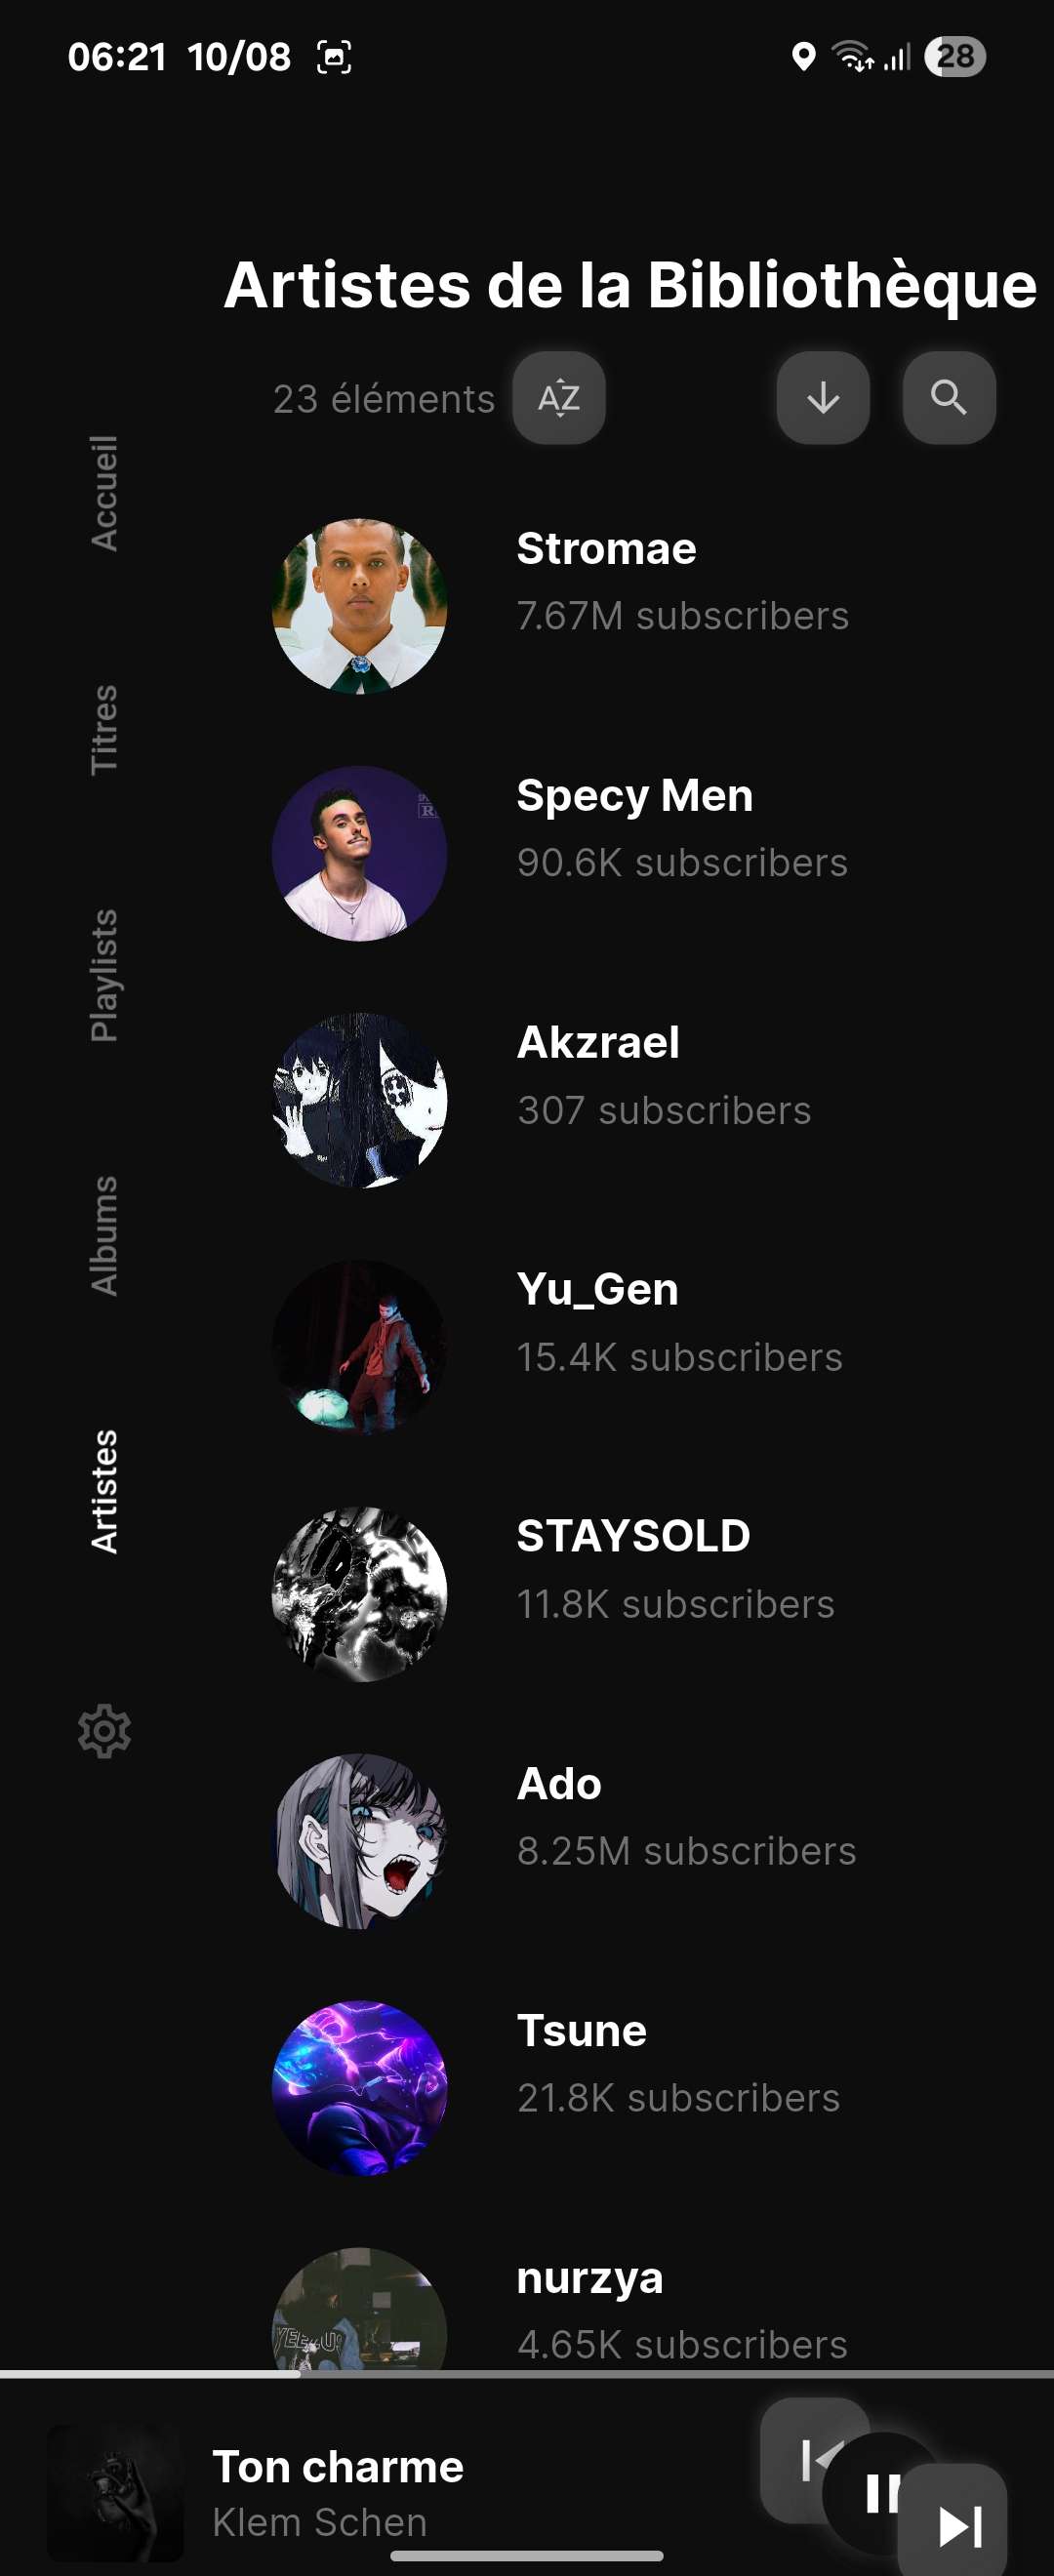 06:21 10/08
28
Artistes de la Bibliothèque
23 éléments
AZ
Accueil
Titres
Playlists
Albums
Artistes
Stromae
7.67M subscribers
Specy Men
90.6K subscribers
Akzrael
307 subscribers
Yu_Gen
15.4K subscribers
STAYSOLD
11.8K subscribers
Ado
8.25M subscribers
Tsune
21.8K subscribers
nurzya
4.65K subscribers
Ton charme
Klem Schen